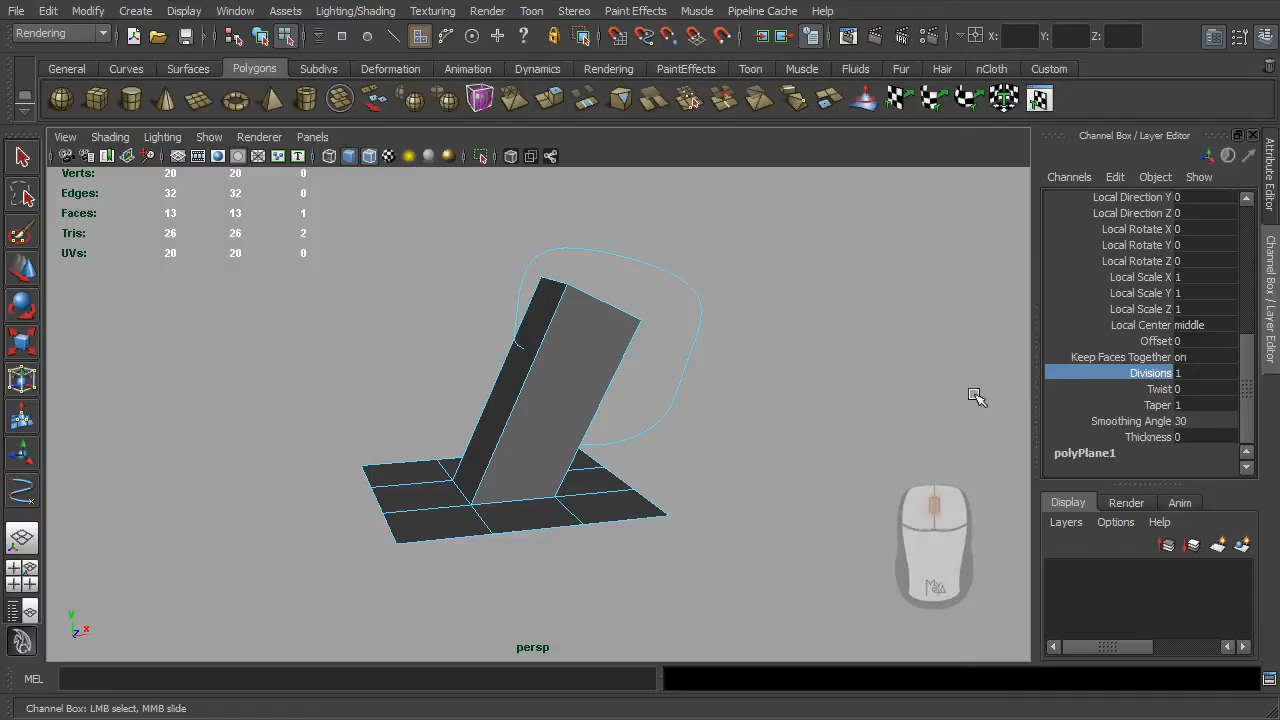 File Edit Modify Create Display Window Assets Lighting/Shading Texturing Render Toon Stereo Paint Effects Muscle Pipeline Cache Help
Rendering X: Y: Z:
General Curves Surfaces Polygons Subdivs Deformation Animation Dynamics Rendering PaintEffects Toon Muscle Fluids Fur Hair nCloth Custom
View Shading Lighting Show Renderer Panels
Channel Box / Layer Editor
Channels Edit Object Show
Verts: 20 20 0
Edges: 32 32 0
Faces: 13 13 1
Tris: 26 26 2
UVs: 20 20 0
Local Direction Y 0
Local Direction Z 0
Local Rotate X 0
Local Rotate Y 0
Local Rotate Z 0
Local Scale X 1
Local Scale Y 1
Local Scale Z 1
Local Center middle
Offset 0
Keep Faces Together on
Divisions 1
Twist 0
Taper 1
Smoothing Angle 30
Thickness 0
polyPlane1
Attribute Editor
Channel Box / Layer Editor
Display Render Anim
Layers Options Help
y
z x
persp
MEL
Channel Box: LMB select, MMB slide